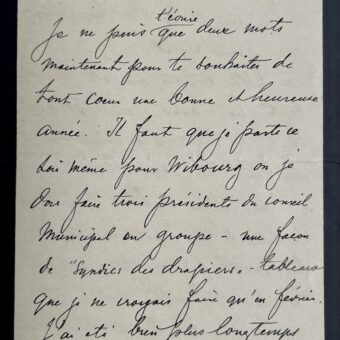 t'écrire
Je ne puis que deux mots
maintenant pour te souhaiter de
tout coeur une bonne et heureuse
année. Il faut que je parte ce
soir même pour Wibourg ou je
dois faire trois présidents du conseil
municipal en groupe - une façon
de "Syndics des drapiers" - tableau
que je ne croyais faire qu'en février.
J'ai été bien plus longtemps